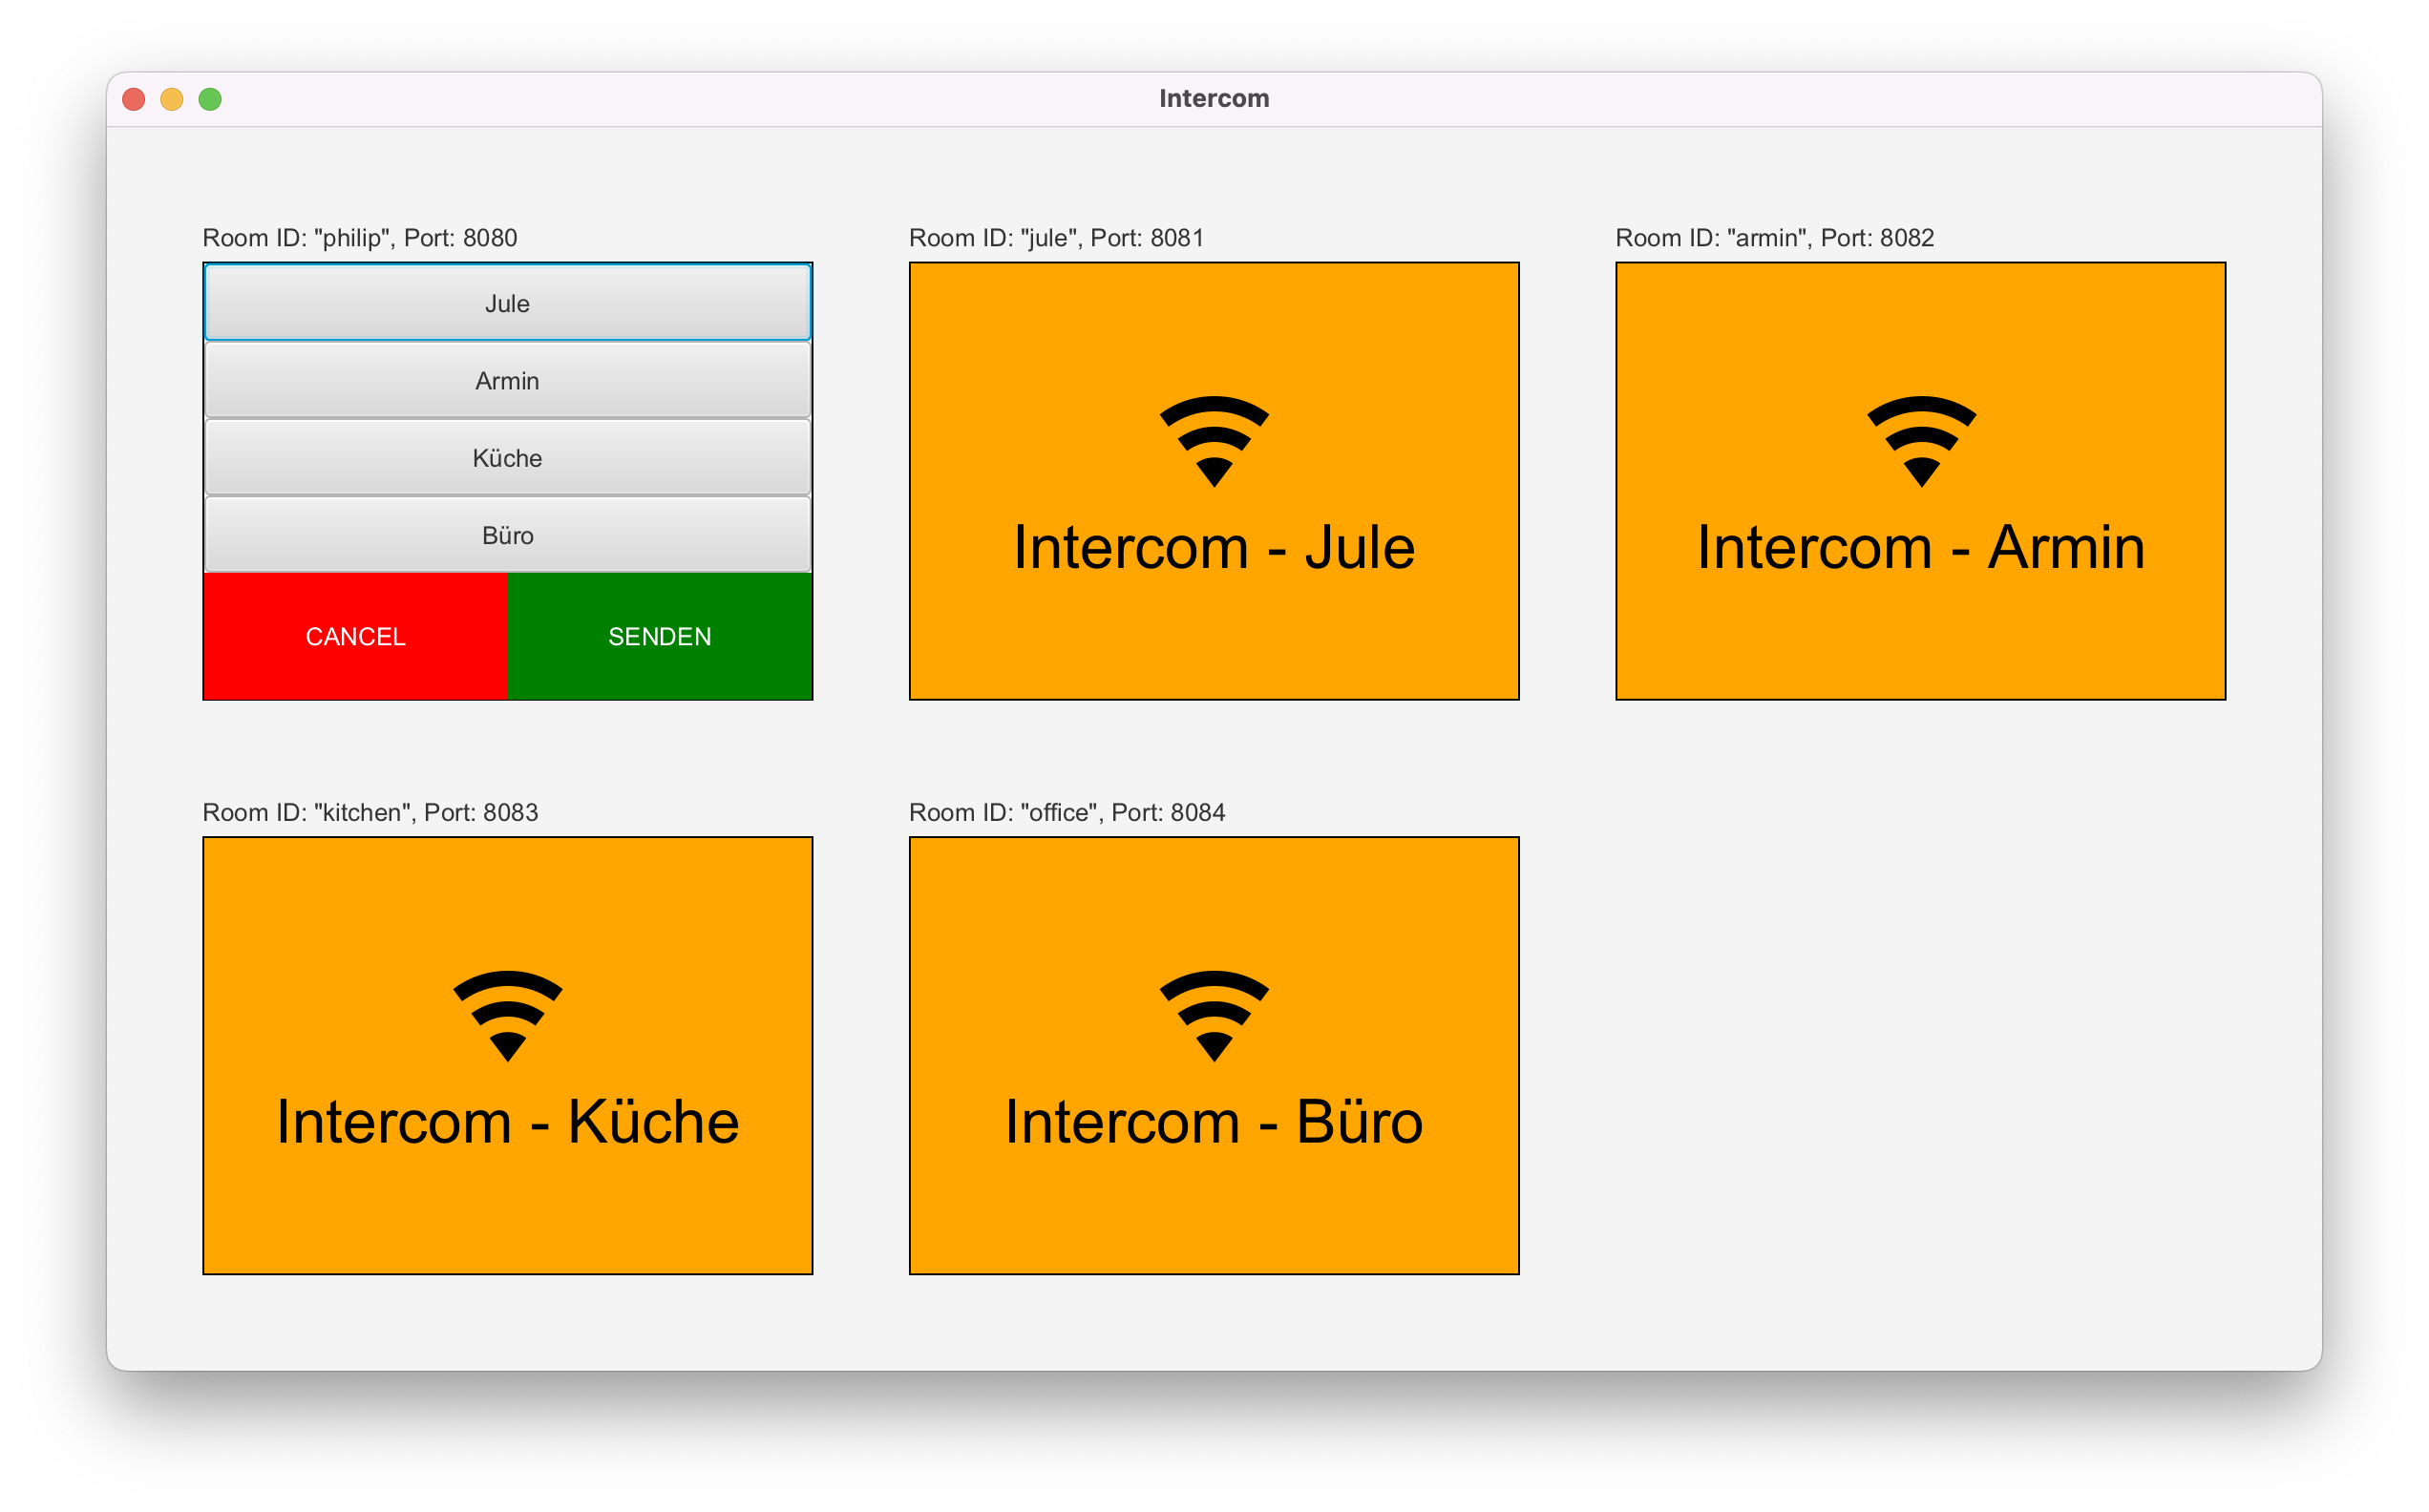 Intercom
Room ID: "philip", Port: 8080
Jule
Armin
Küche
Büro
CANCEL
SENDEN
Room ID: "jule", Port: 8081
Intercom - Jule
Room ID: "armin", Port: 8082
Intercom - Armin
Room ID: "kitchen", Port: 8083
Intercom - Küche
Room ID: "office", Port: 8084
Intercom - Büro